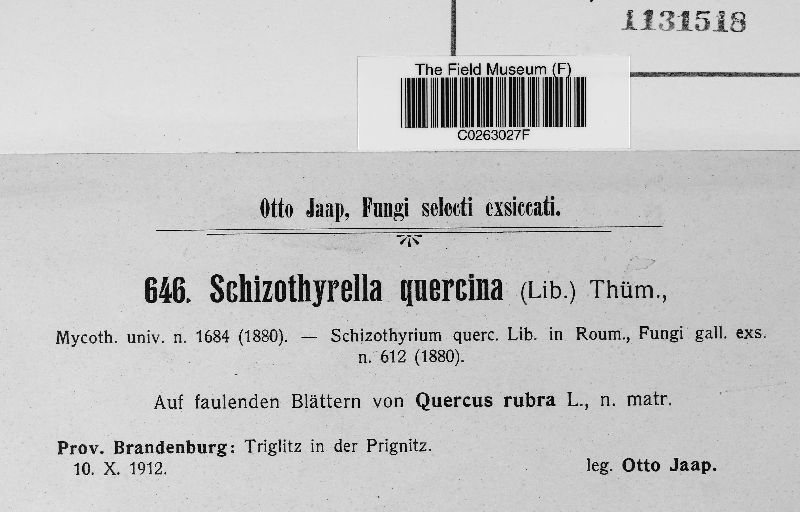 1131518
The Field Museum (F)
C0263027F
Otto Jaap, Fungi selecti exsiccati.
646. Schizothyrella quercina (Lib.) Thüm.,
Mycoth. univ. n. 1684 (1880). — Schizothyrium querc. Lib. in Roum., Fungi gall. exs.
n. 612 (1880).
Auf faulenden Blättern von Quercus rubra L., n. matr.
Prov. Brandenburg: Triglitz in der Prignitz.
10. X. 1912.
leg. Otto Jaap.